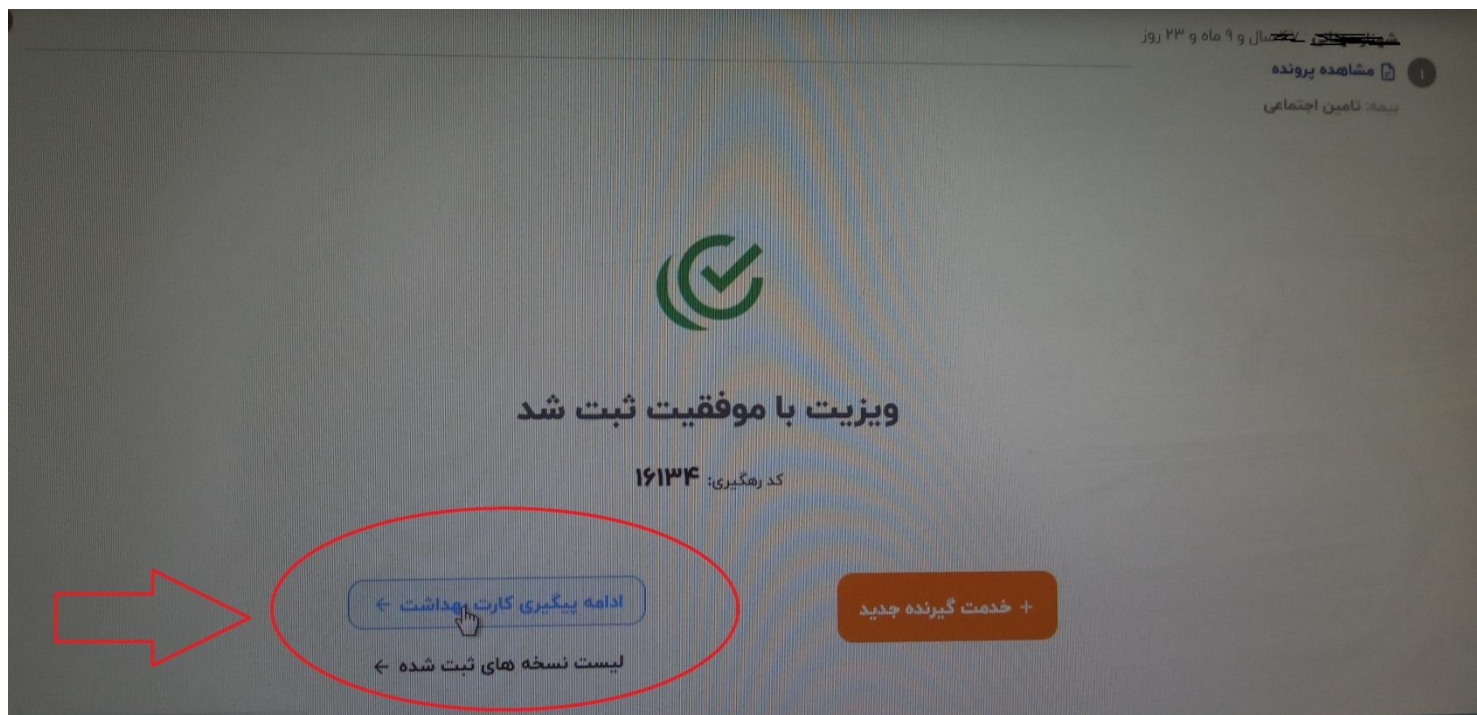 سال و ۹ ماه و ۲۳ روز
۱ مشاهده پرونده
بیمه: تامین اجتماعی
ویزیت با موفقیت ثبت شد
کد رهگیری: ۱۶۱۳۴
+ خدمت گیرنده جدید
ادامه پیگیری کارت بهداشت ←
لیست نسخه های ثبت شده ←